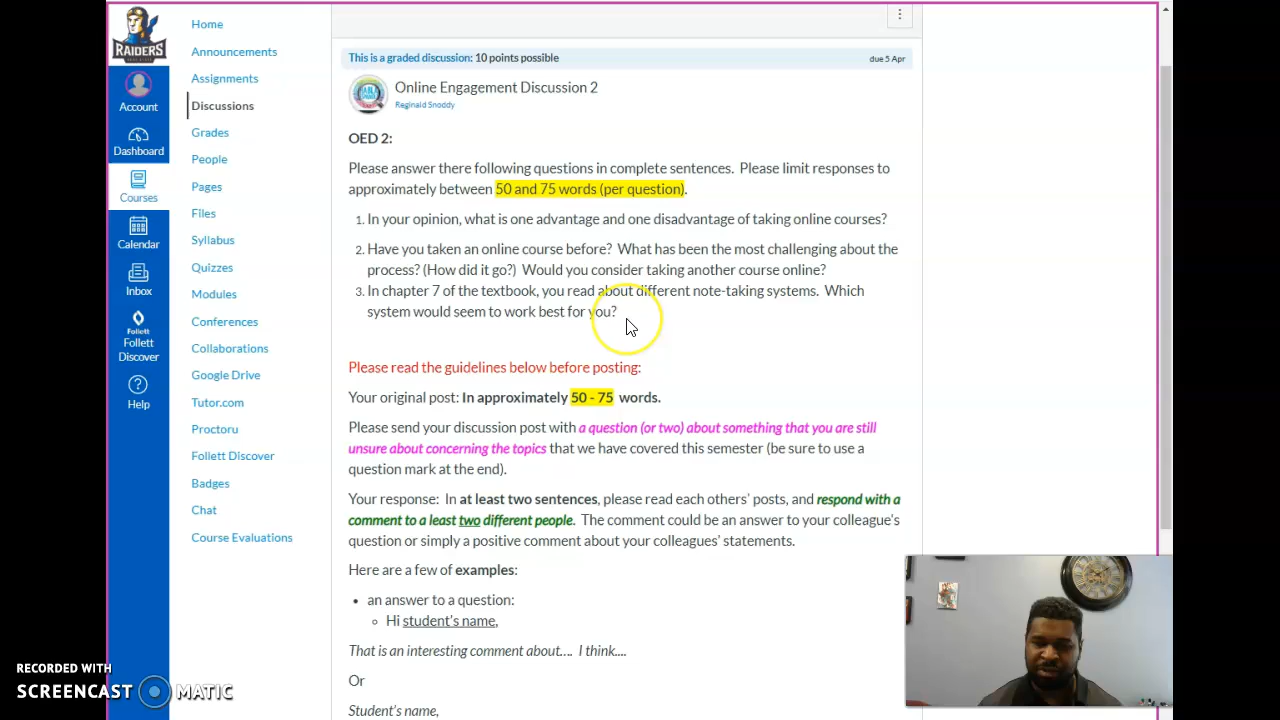 RAIDERS
Account
Dashboard
Courses
Calendar
Inbox
Follett
Follett
Discover
Help
Home
Announcements
Assignments
Discussions
Grades
People
Pages
Files
Syllabus
Quizzes
Modules
Conferences
Collaborations
Google Drive
Tutor.com
Proctoru
Follett Discover
Badges
Chat
Course Evaluations
This is a graded discussion: 10 points possible
due 5 Apr
Online Engagement Discussion 2
Reginald Snoddy
OED 2:
Please answer there following questions in complete sentences. Please limit responses to
approximately between 50 and 75 words (per question).
1. In your opinion, what is one advantage and one disadvantage of taking online courses?
2. Have you taken an online course before? What has been the most challenging about the
process? (How did it go?) Would you consider taking another course online?
3. In chapter 7 of the textbook, you read about different note-taking systems. Which
system would seem to work best for you?
Please read the guidelines below before posting:
Your original post: In approximately 50 - 75 words.
Please send your discussion post with a question (or two) about something that you are still
unsure about concerning the topics that we have covered this semester (be sure to use a
question mark at the end).
Your response: In at least two sentences, please read each others' posts, and respond with a
comment to a least two different people. The comment could be an answer to your colleague's
question or simply a positive comment about your colleagues' statements.
Here are a few of examples:
• an answer to a question:
◦ Hi student's name,
That is an interesting comment about.... I think....
Or
Student's name,
RECORDED WITH
SCREENCAST MATIC